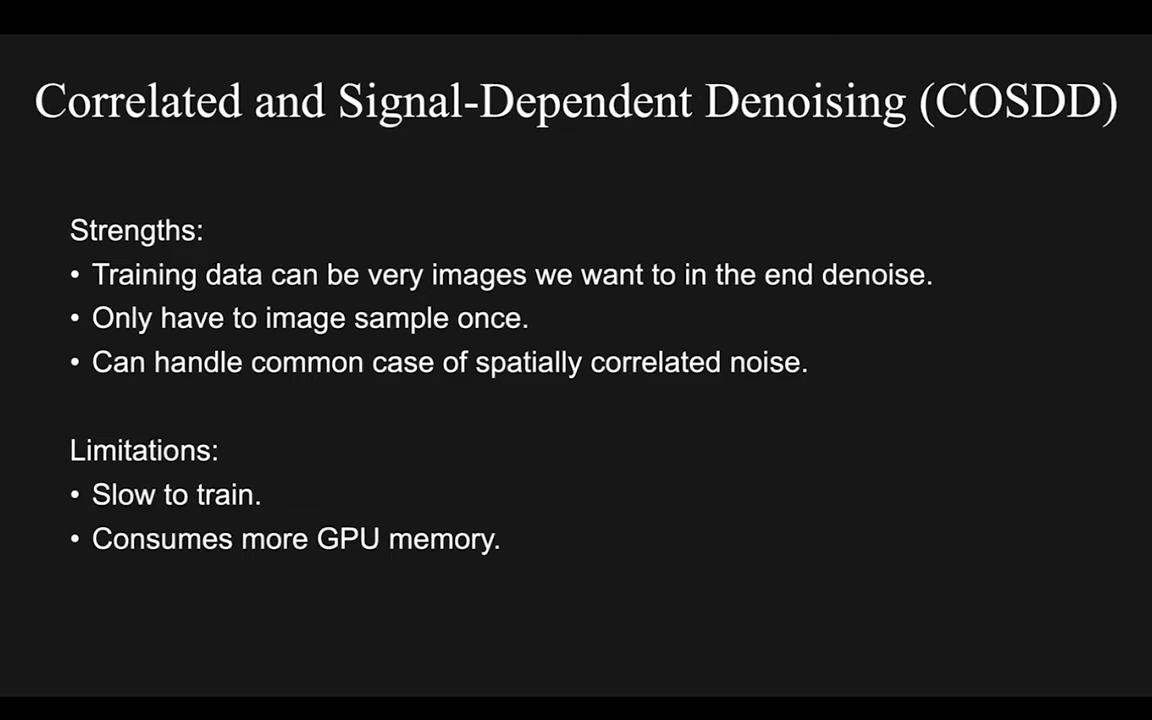 Correlated and Signal-Dependent Denoising (COSDD)
Strengths:
• Training data can be very images we want to in the end denoise.
• Only have to image sample once.
• Can handle common case of spatially correlated noise.
Limitations:
• Slow to train.
• Consumes more GPU memory.